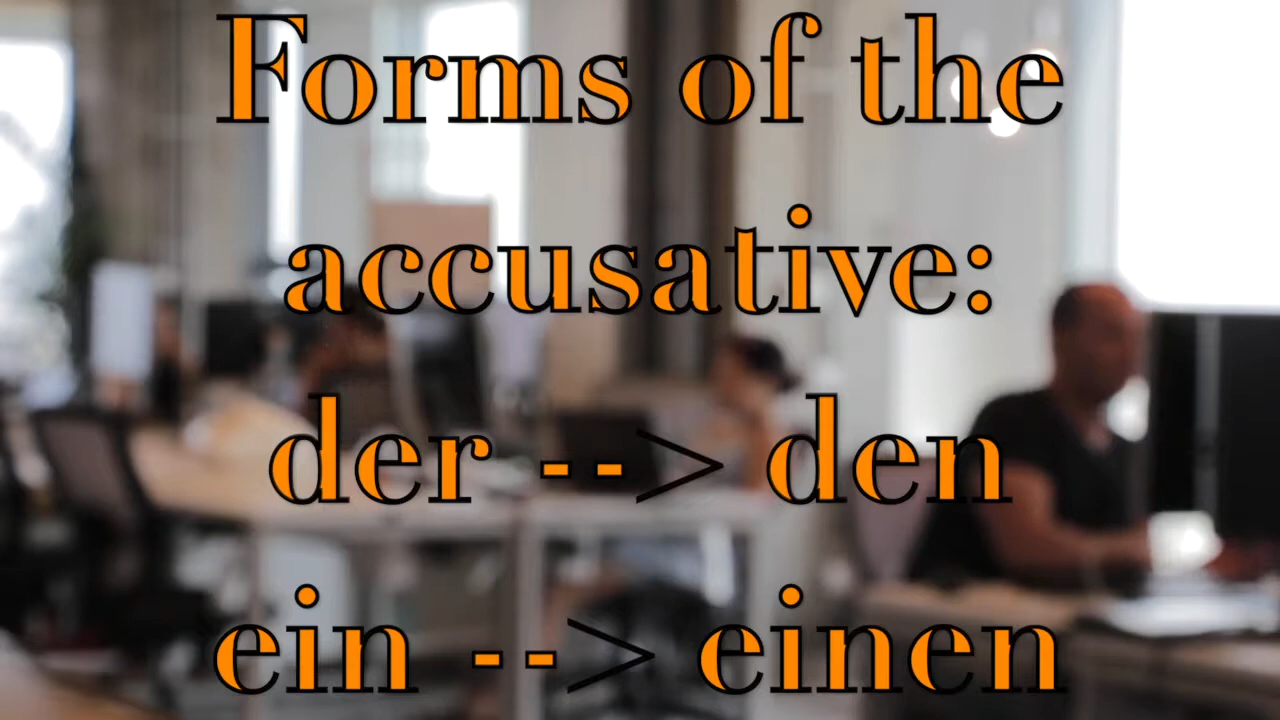 Forms of the
accusative:
der --> den
ein --> einen